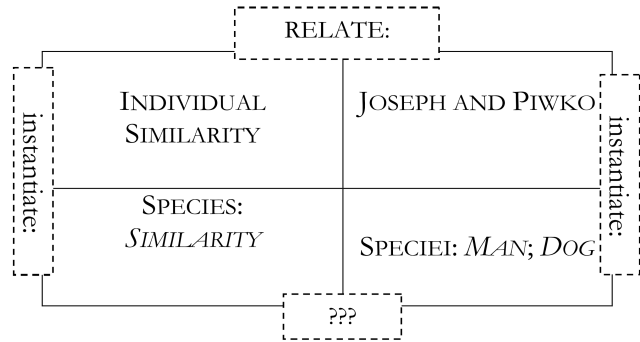 RELATE:
INDIVIDUAL
SIMILARITY
JOSEPH AND PIWKO
instantiate:
instantiate:
SPECIES:
SIMILARITY
SPECIEI: MAN; DOG
???